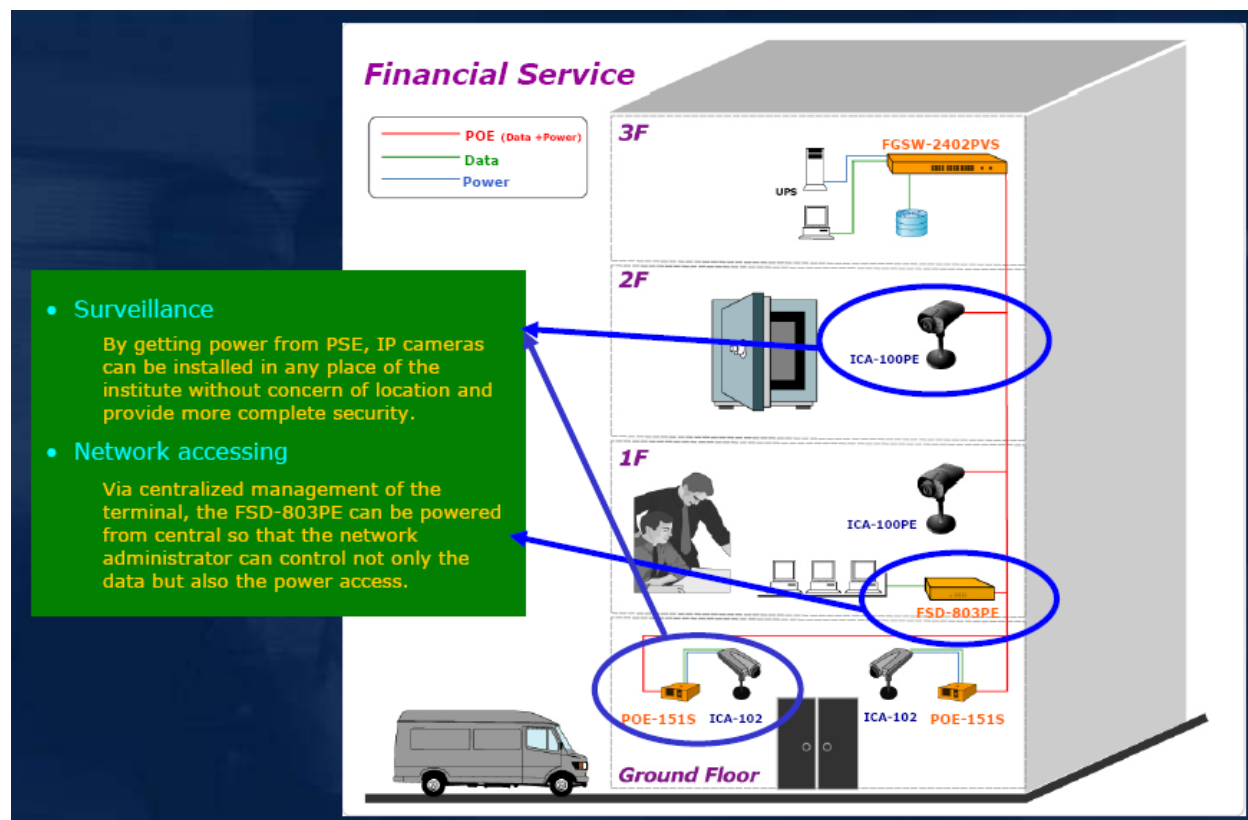 Financial Service
POE (Data +Power)
Data
Power
3F
FGSW-2402PVS
UPS
2F
ICA-100PE
• Surveillance
By getting power from PSE, IP cameras
can be installed in any place of the
institute without concern of location and
provide more complete security.
• Network accessing
Via centralized management of the
terminal, the FSD-803PE can be powered
from central so that the network
administrator can control not only the
data but also the power access.
1F
ICA-100PE
FSD-803PE
POE-151S ICA-102 ICA-102 POE-151S
Ground Floor